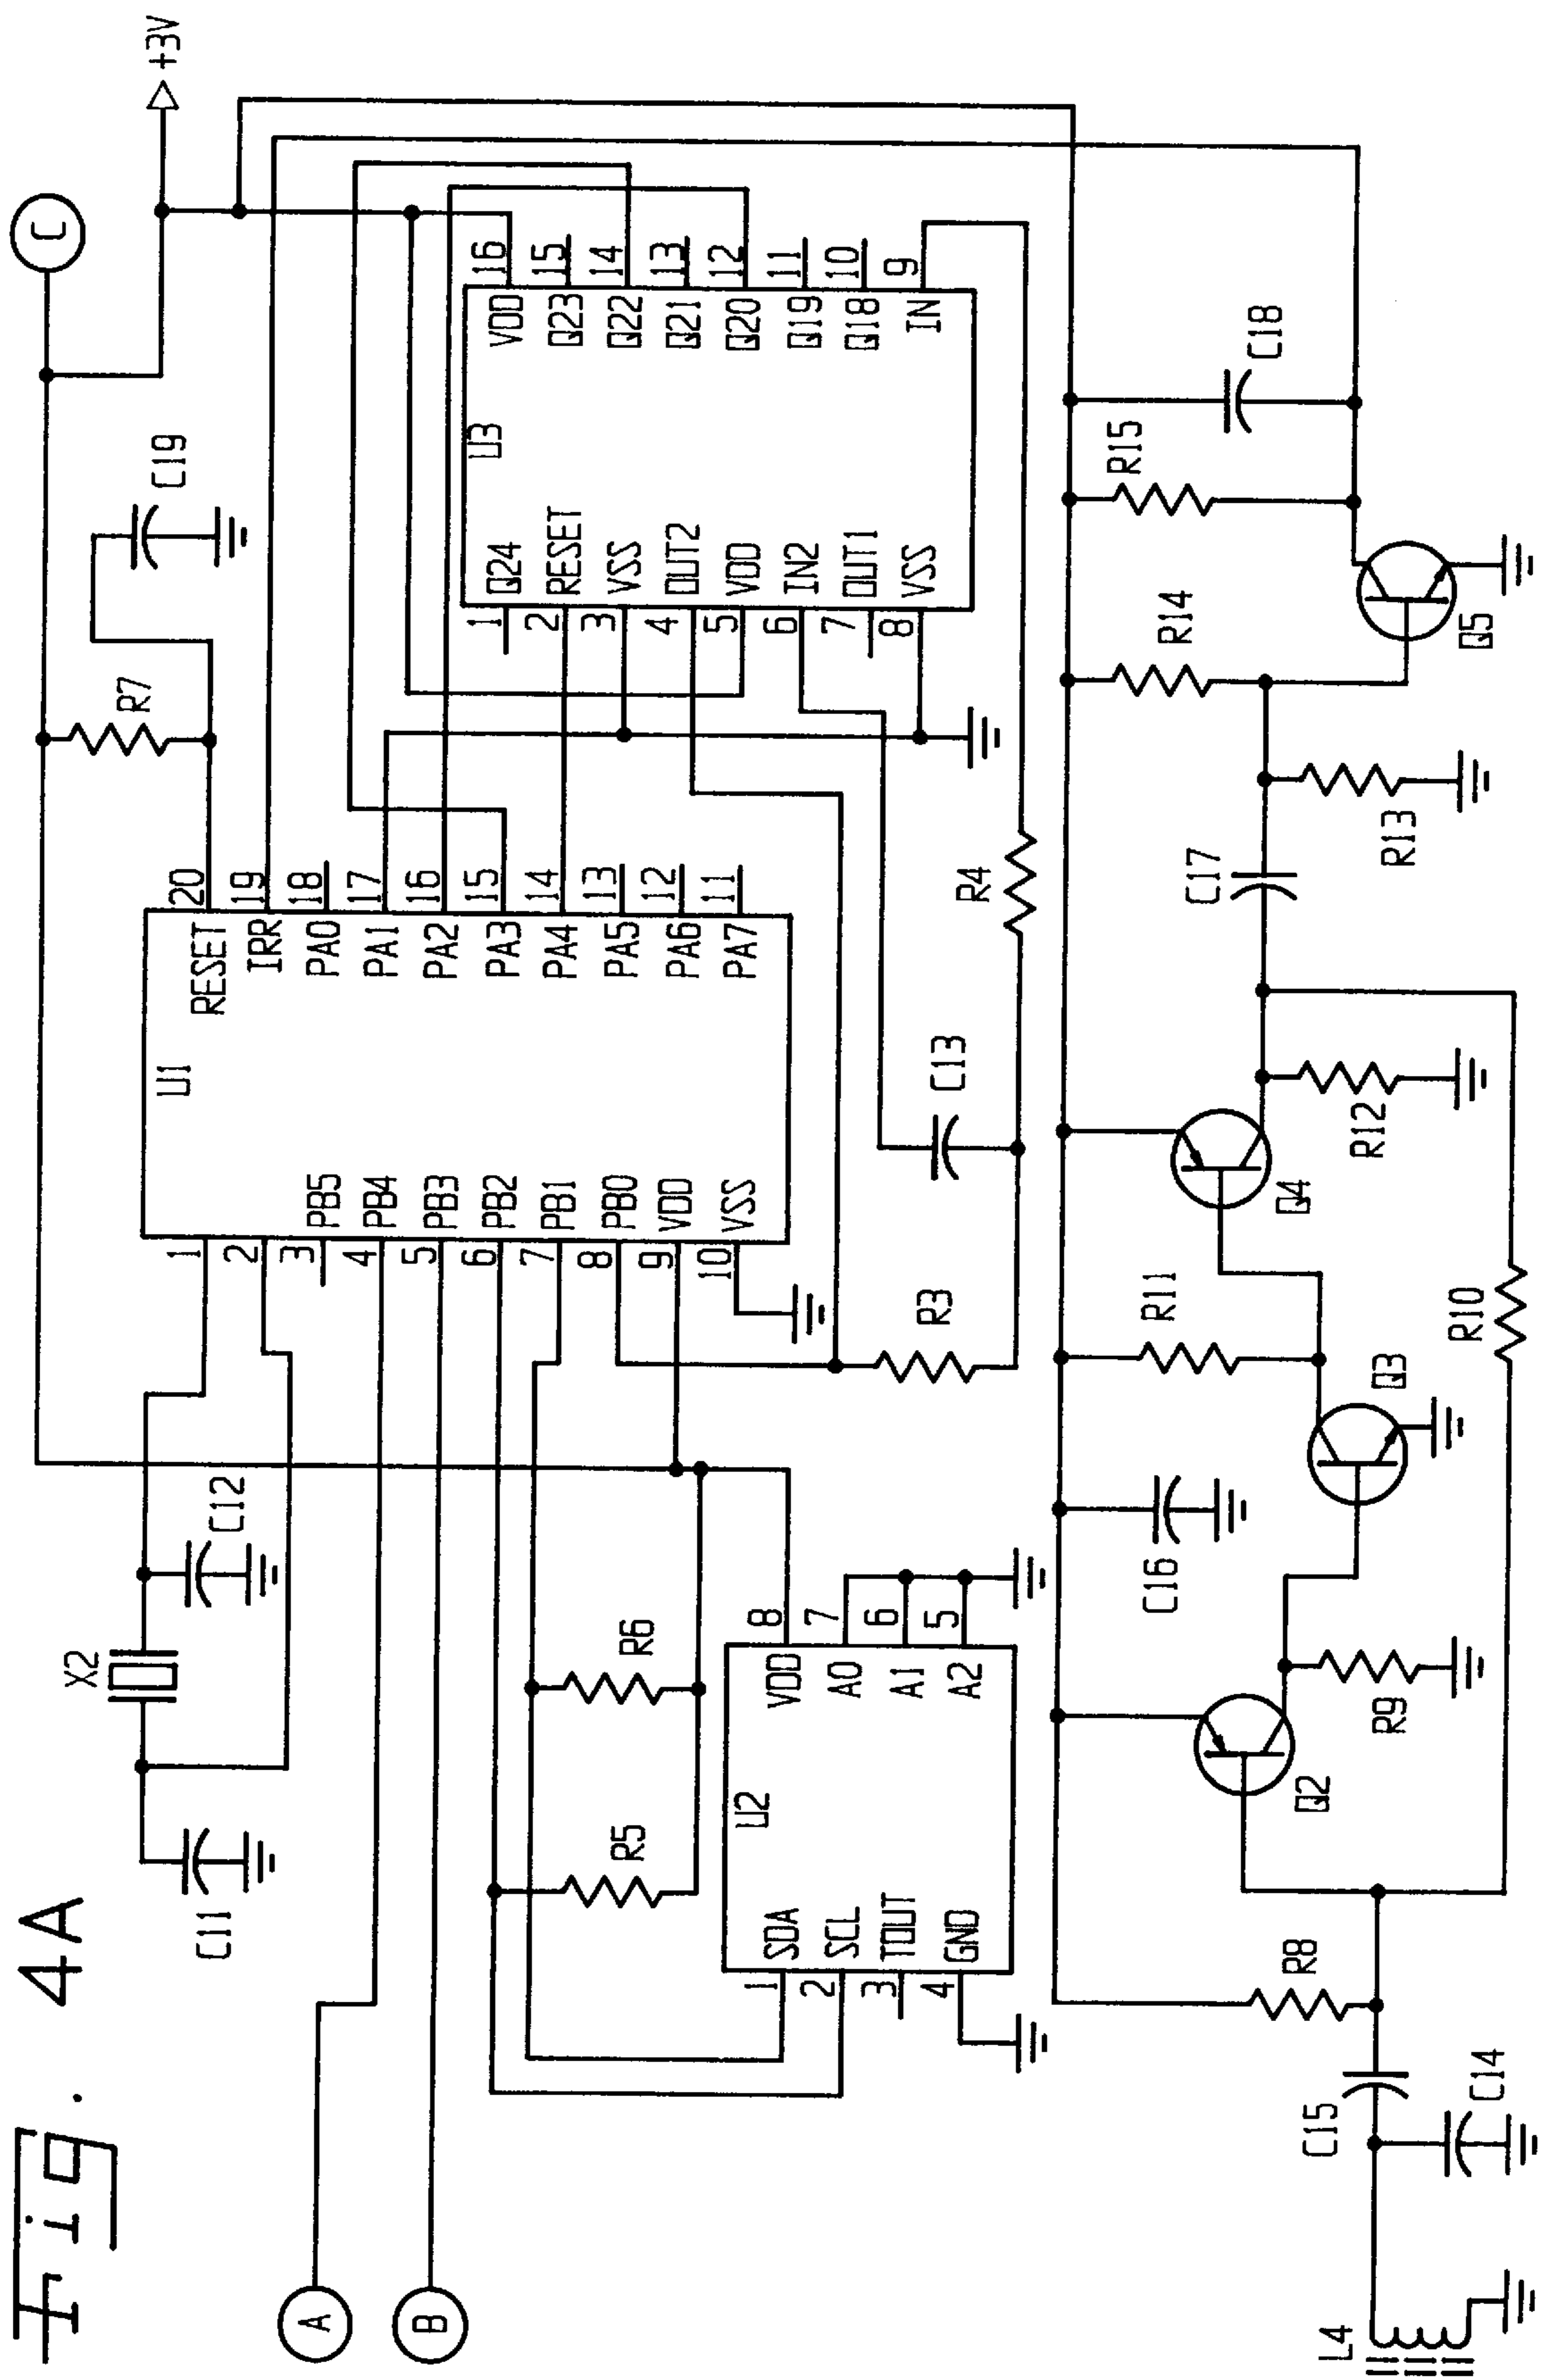 Fig. 4A
C
+3V
A
B
X2
C11
C12
R7
C19
U1
1
2
3 PB5
4 PB4
5 PB3
6 PB2
7 PB1
8 PB0
9 VDD
10 VSS
RESET 20
IRR 19
PA0 18
PA1 17
PA2 16
PA3 15
PA4 14
PA5 13
PA6 12
PA7 11
U3
1 Q24
2 RESET
3 VSS
4 OUT2
5 VDD
6 IN2
7 OUT1
8 VSS
VDD 16
Q23 15
Q22 14
Q21 13
Q20 12
Q19 11
Q18 10
IN 9
R5
R6
U2
1 SDA
2 SCL
3 TOUT
4 GND
VDD 8
A0 7
A1 6
A2 5
R3
C13
R4
L4
C15
C14
R8
Q2
R9
C16
Q3
R11
R10
Q4
R12
C17
R13
R14
Q5
R15
C18